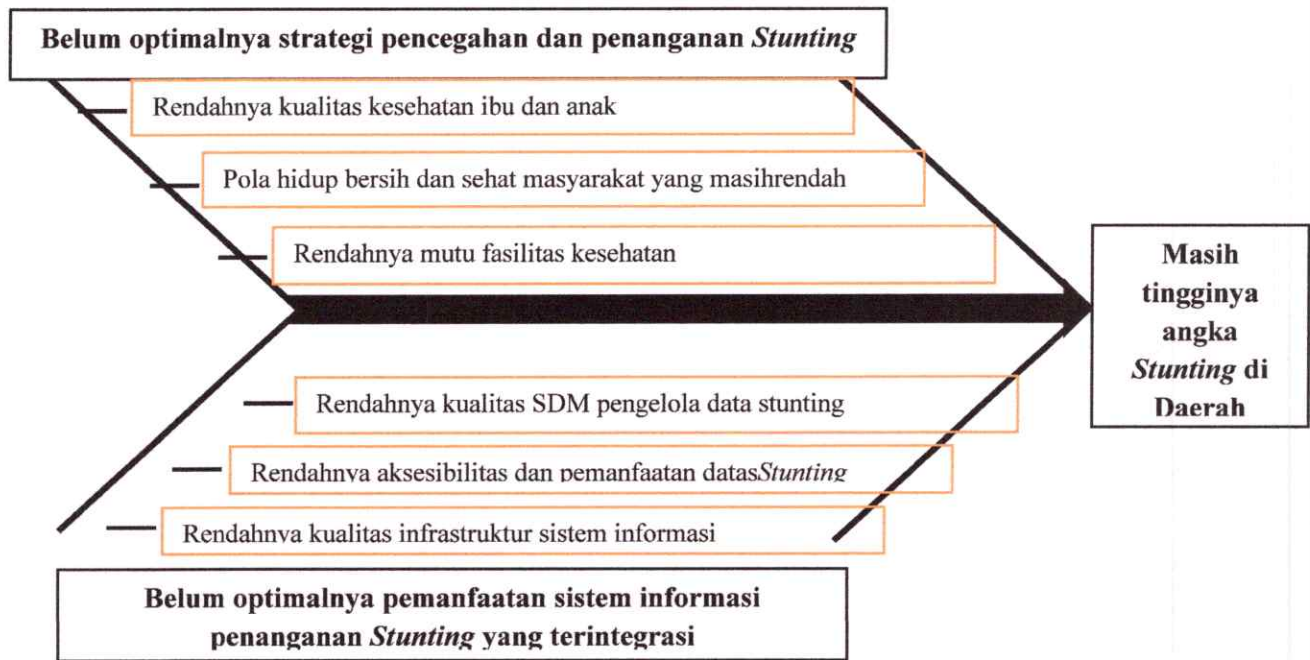 Belum optimalnya strategi pencegahan dan penanganan Stunting
Rendahnya kualitas kesehatan ibu dan anak
Pola hidup bersih dan sehat masyarakat yang masihrendah
Rendahnya mutu fasilitas kesehatan
Masih
tingginya
angka
Stunting di
Daerah
Rendahnya kualitas SDM pengelola data stunting
Rendahnya aksesibilitas dan pemanfaatan datasStunting
Rendahnya kualitas infrastruktur sistem informasi
Belum optimalnya pemanfaatan sistem informasi
penanganan Stunting yang terintegrasi